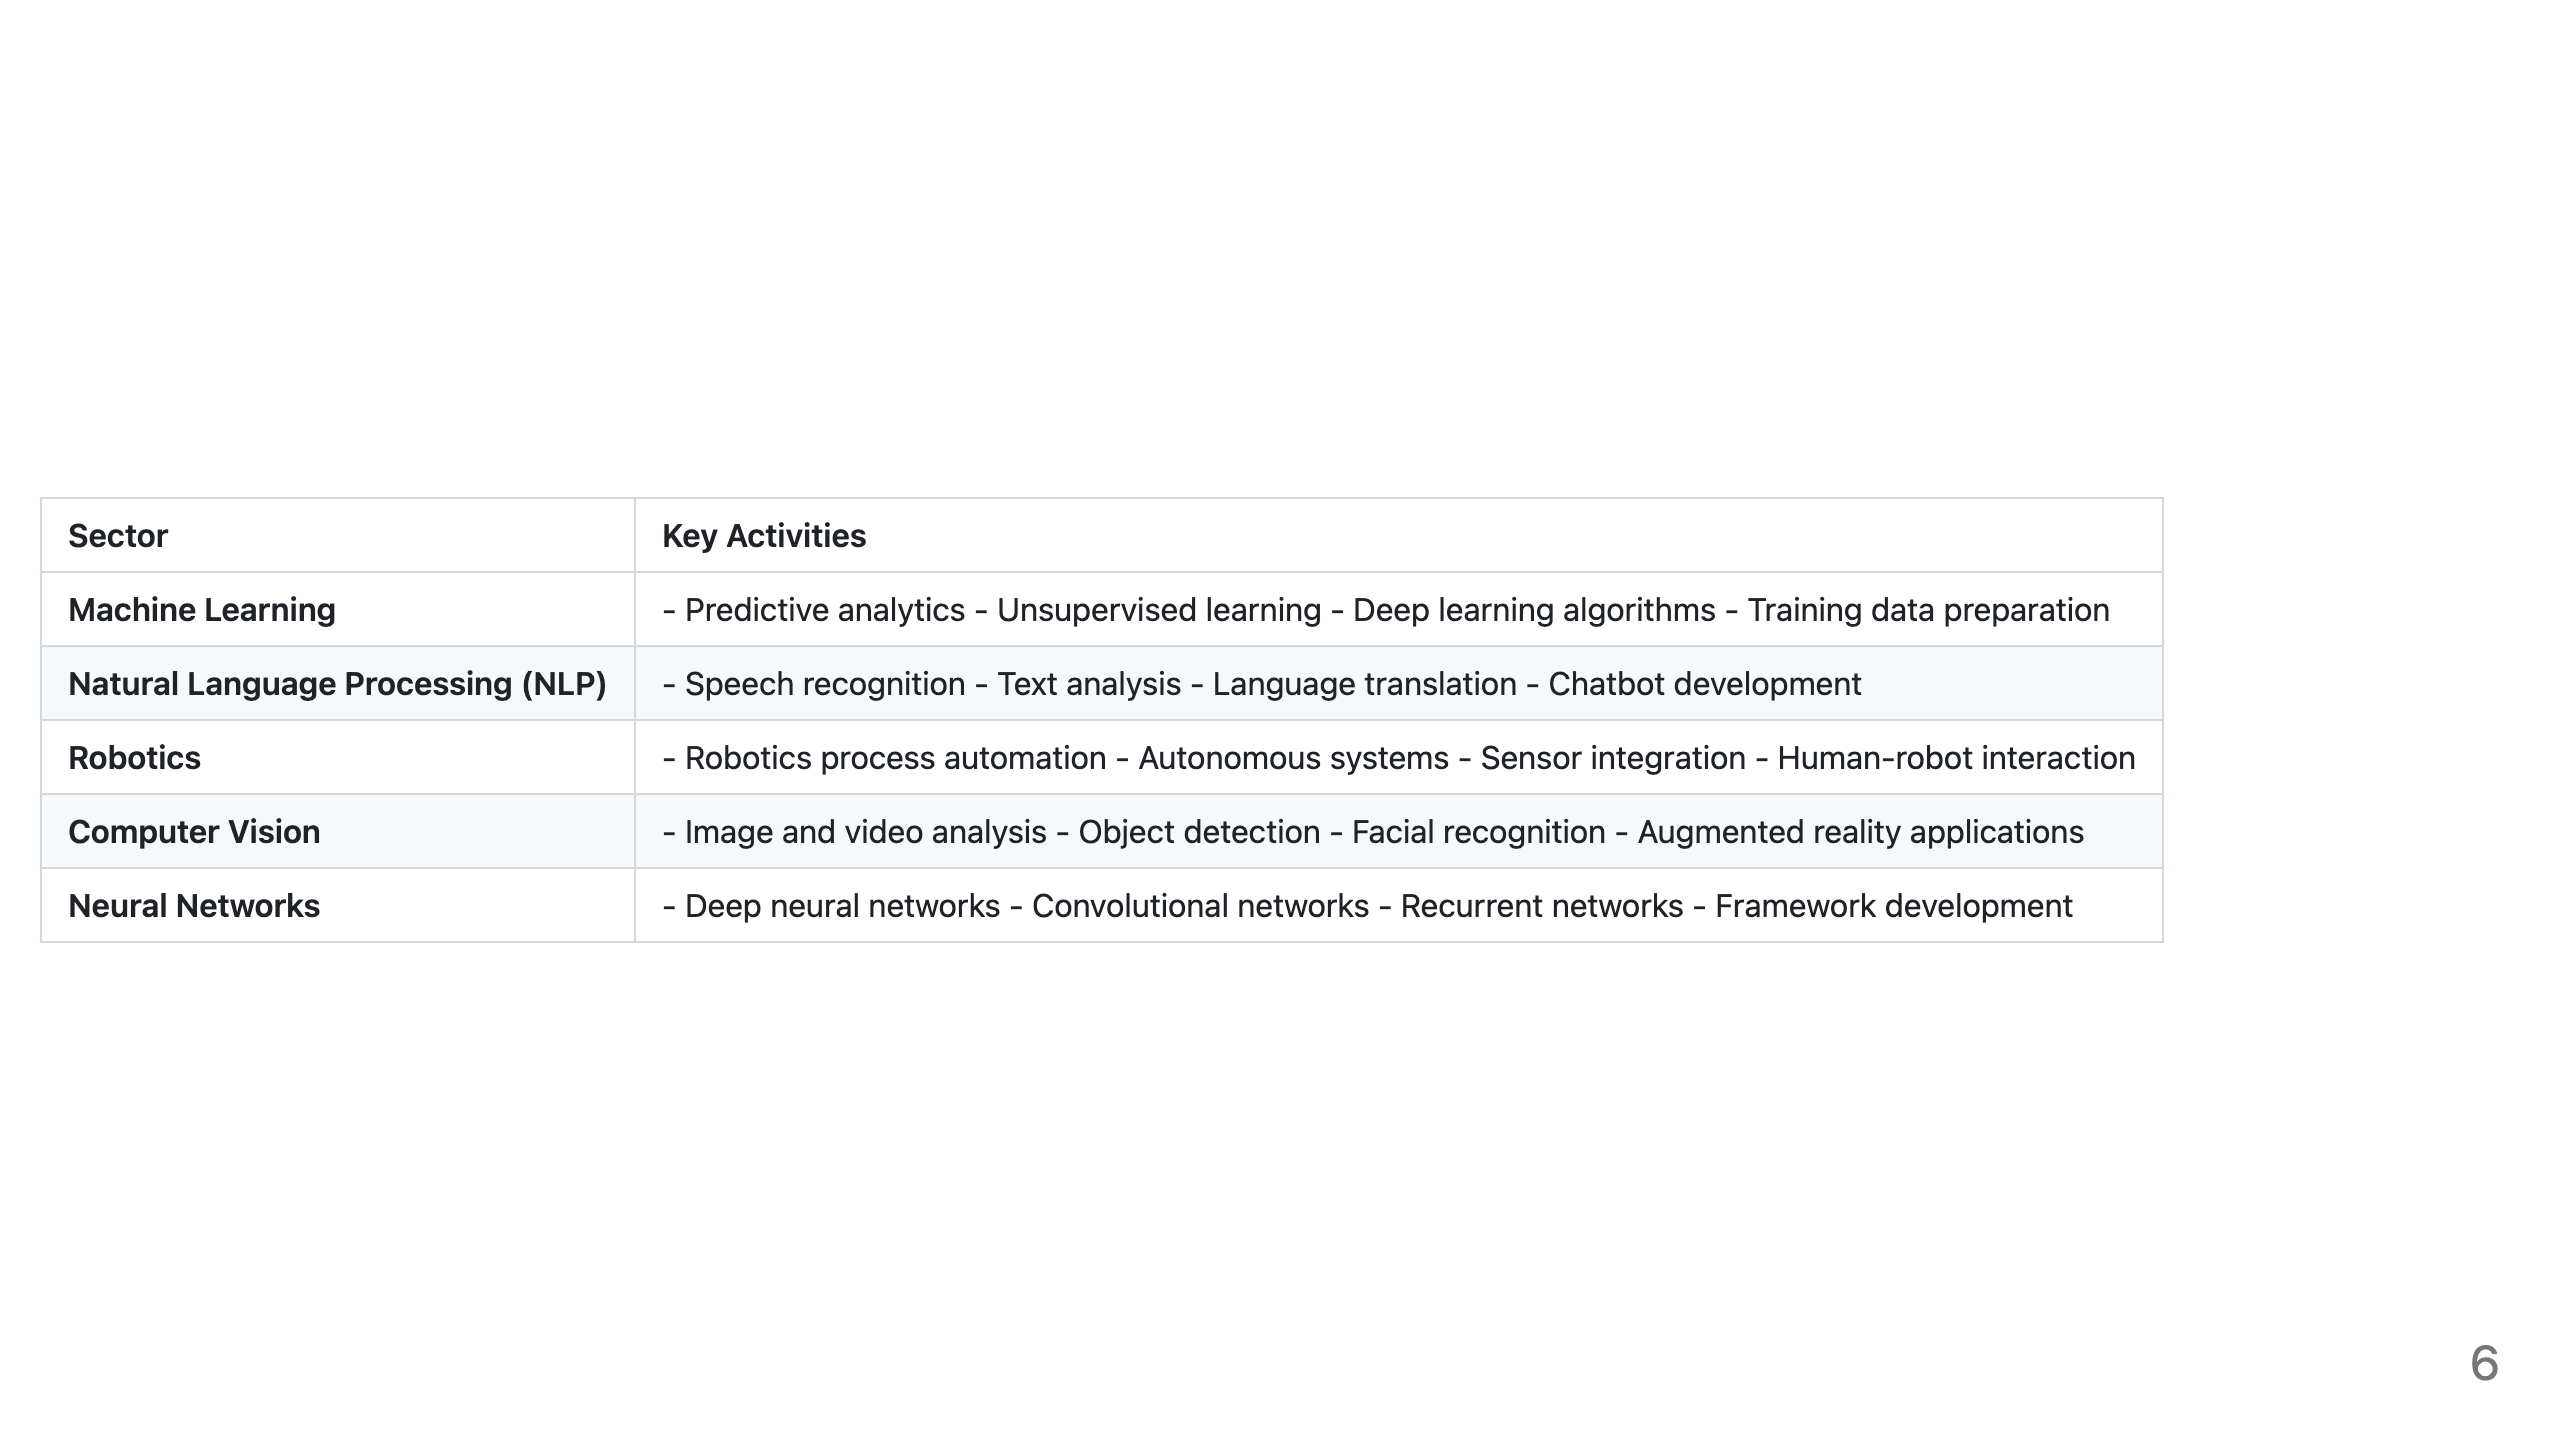 Sector Key Activities
Machine Learning - Predictive analytics - Unsupervised learning - Deep learning algorithms - Training data preparation
Natural Language Processing (NLP) - Speech recognition - Text analysis - Language translation - Chatbot development
Robotics - Robotics process automation - Autonomous systems - Sensor integration - Human-robot interaction
Computer Vision - Image and video analysis - Object detection - Facial recognition - Augmented reality applications
Neural Networks - Deep neural networks - Convolutional networks - Recurrent networks - Framework development
6